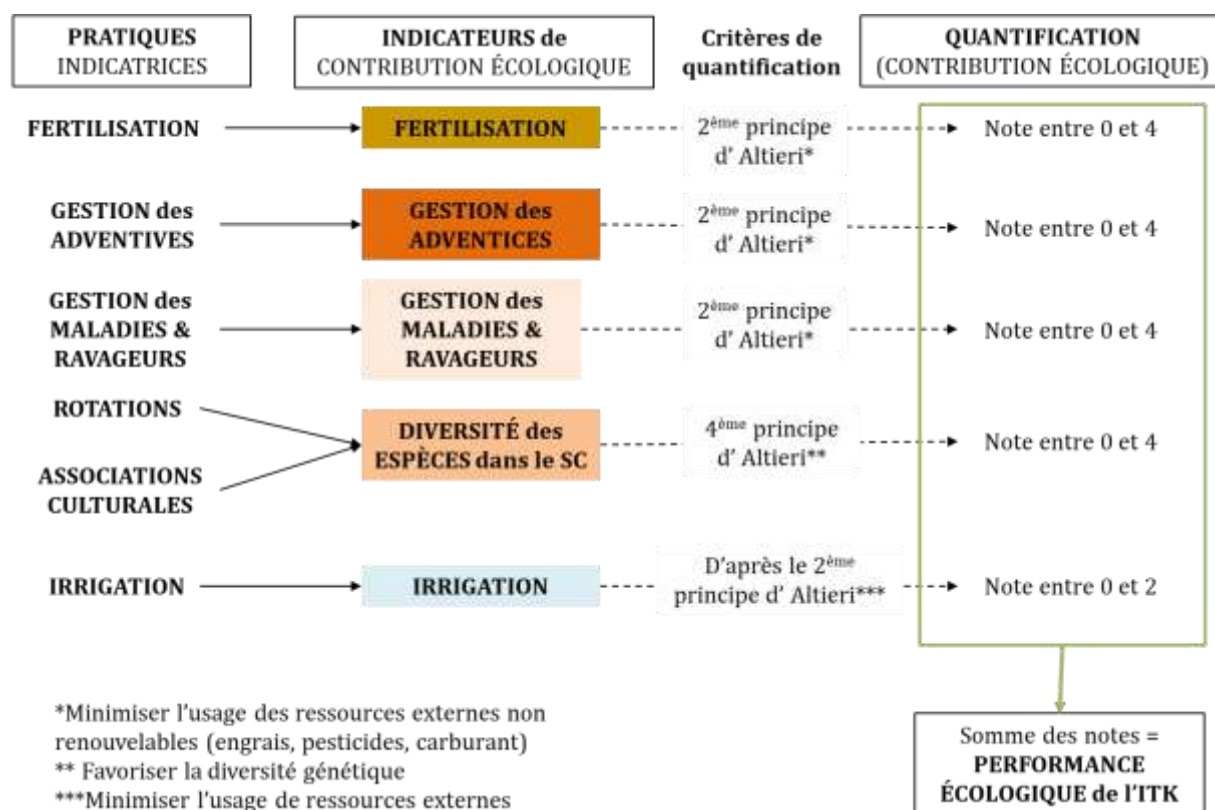 PRATIQUES
INDICATRICES
INDICATEURS de
CONTRIBUTION ÉCOLOGIQUE
Critères de
quantification
QUANTIFICATION
(CONTRIBUTION ÉCOLOGIQUE)
FERTILISATION
FERTILISATION
2ème principe
d' Altieri*
Note entre 0 et 4
GESTION des
ADVENTIVES
GESTION des
ADVENTICES
2ème principe
d' Altieri*
Note entre 0 et 4
GESTION des
MALADIES &
RAVAGEURS
GESTION des
MALADIES &
RAVAGEURS
2ème principe
d' Altieri*
Note entre 0 et 4
ROTATIONS
ASSOCIATIONS
CULTURALES
DIVERSITÉ des
ESPÈCES dans le SC
4ème principe
d' Altieri**
Note entre 0 et 4
IRRIGATION
IRRIGATION
D'après le 2ème
principe d' Altieri***
Note entre 0 et 2
*Minimiser l'usage des ressources externes non
renouvelables (engrais, pesticides, carburant)
** Favoriser la diversité génétique
***Minimiser l'usage de ressources externes
Somme des notes =
PERFORMANCE
ÉCOLOGIQUE de l'ITK